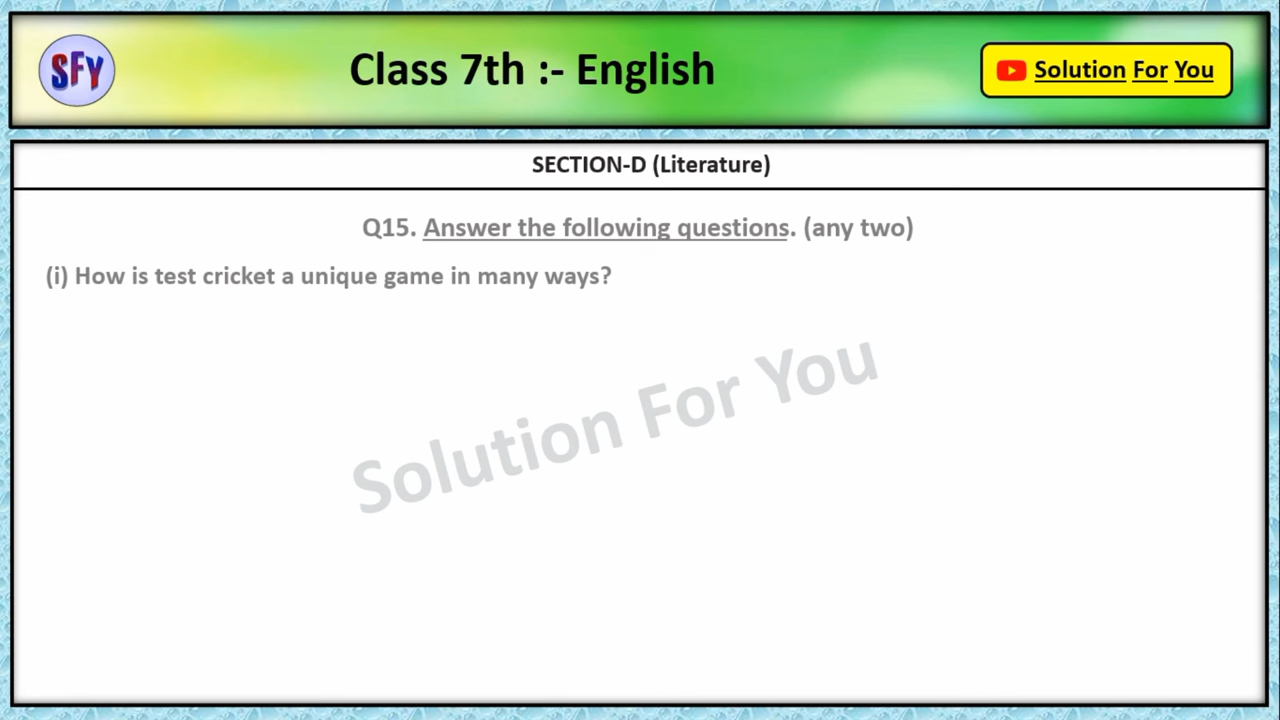 SFY
Class 7th :- English
Solution For You
SECTION-D (Literature)
Q15. Answer the following questions. (any two)
(i) How is test cricket a unique game in many ways?
Solution For You